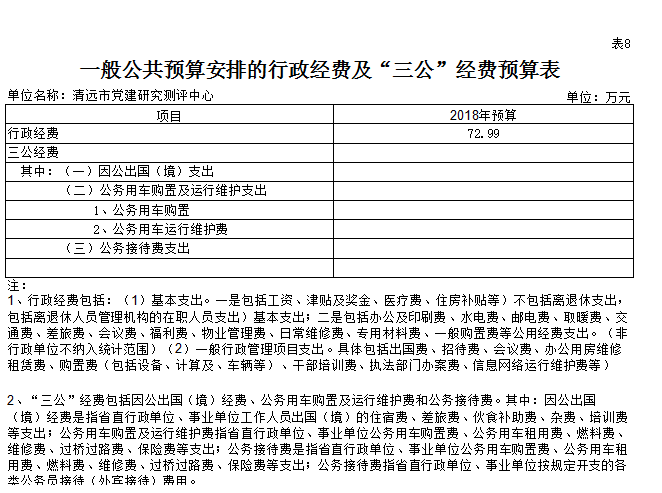 表8
一般公共预算安排的行政经费及“三公”经费预算表
单位名称：清远市党建研究测评中心 单位：万元
项目 2018年预算
行政经费 72.99
三公经费
其中：（一）因公出国（境）支出
（二）公务用车购置及运行维护支出
1、公务用车购置
2、公务用车运行维护费
（三）公务接待费支出
注：
1、行政经费包括：（1）基本支出。一是包括工资、津贴及奖金、医疗费、住房补贴等）不包括离退休支出，
包括离退休人员管理机构的在职人员支出）基本支出；二是包括办公及印刷费、水电费、邮电费、取暖费、交
通费、差旅费、会议费、福利费、物业管理费、日常维修费、专用材料费、一般购置费等公用经费支出。（非
行政单位不纳入统计范围）（2）一般行政管理项目支出。具体包括出国费、招待费、会议费、办公用房维修
租赁费、购置费（包括设备、计算及、车辆等）、干部培训费、执法部门办案费、信息网络运行维护费等）
2、“三公”经费包括因公出国（境）经费、公务用车购置及运行维护费和公务接待费。其中：因公出国
（境）经费是指省直行政单位、事业单位工作人员出国（境）的住宿费、差旅费、伙食补助费、杂费、培训费
等支出；公务用车购置及运行维护费指省直行政单位、事业单位公务用车购置费、公务用车租用费、燃料费、
维修费、过桥过路费、保险费等支出；公务接待费是指省直行政单位、事业单位公务用车购置费、公务用车租
用费、燃料费、维修费、过桥过路费、保险费等支出；公务接待费指省直行政单位、事业单位按规定开支的各
类公务员接待（外宾接待）费用。